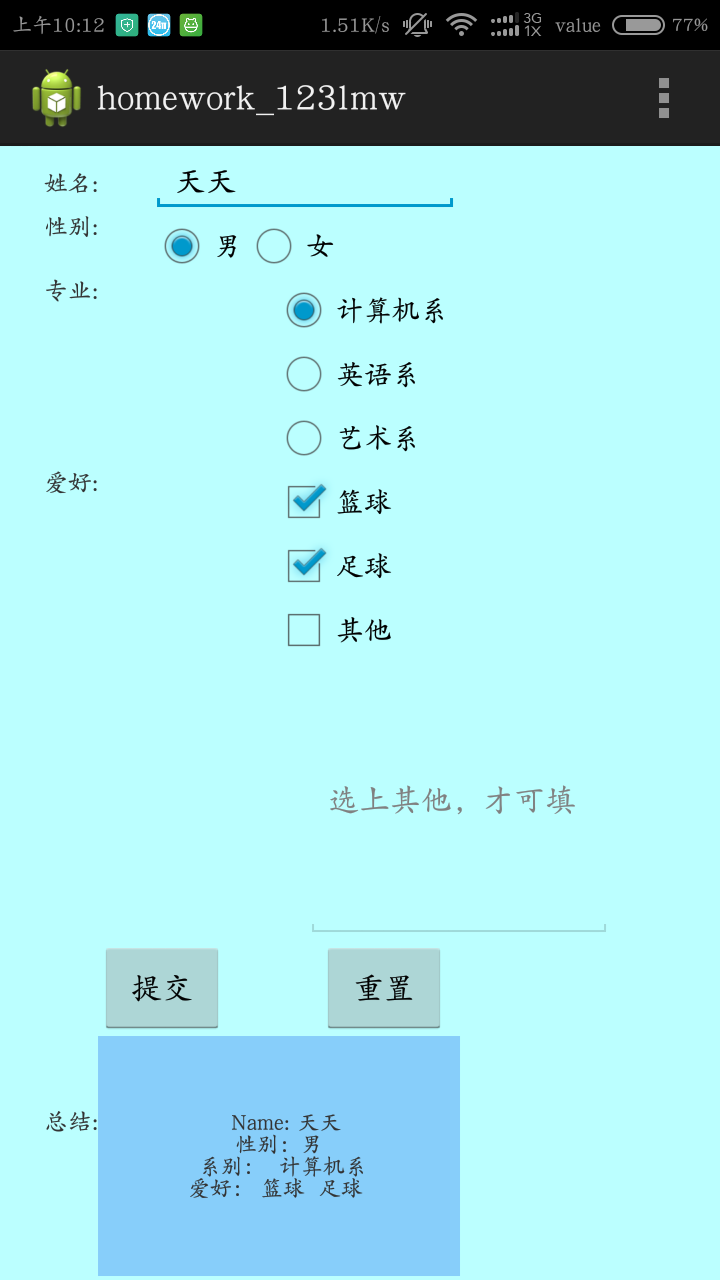 上午10:12 24h 1.51K/s 3G 1X value 77%
homework_123lmw
姓名: 天天
性别: 男 女
专业: 计算机系
英语系
艺术系
爱好: 篮球
足球
其他
选上其他，才可填
提交 重置
总结: Name: 天天
性别: 男
系别: 计算机系
爱好: 篮球 足球